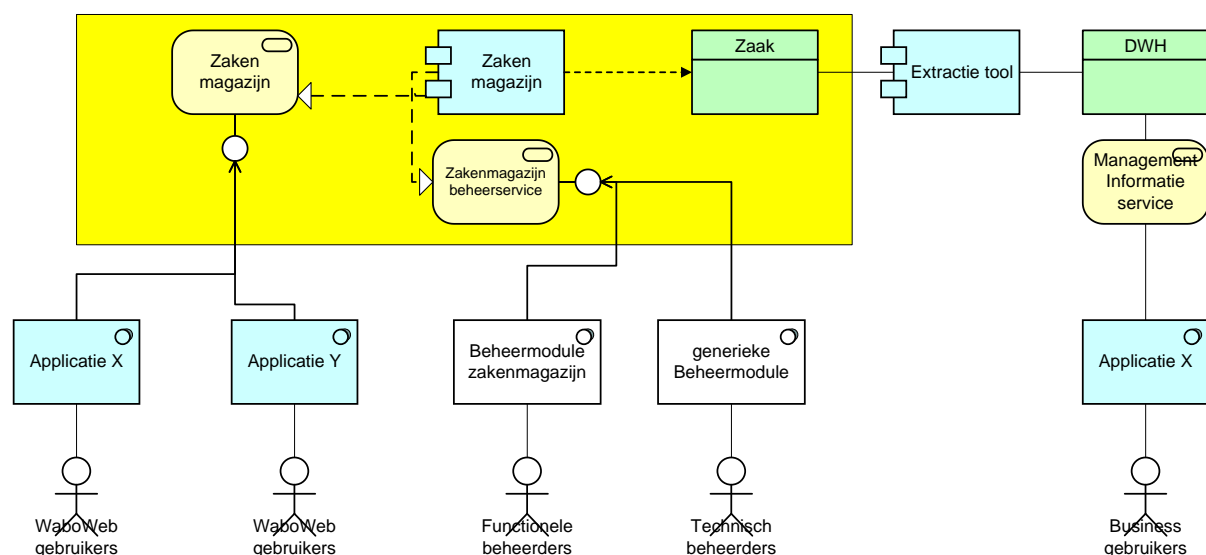 Zaken
magazijn
Zaken
magazijn
Zaak
Extractie tool
DWH
Zakenmagazijn
beheerservice
Management
Informatie
service
Applicatie X
Applicatie Y
Beheermodule
zakenmagazijn
generieke
Beheermodule
Applicatie X
WaboWeb
gebruikers
WaboWeb
gebruikers
Functionele
beheerders
Technisch
beheerders
Business
gebruikers